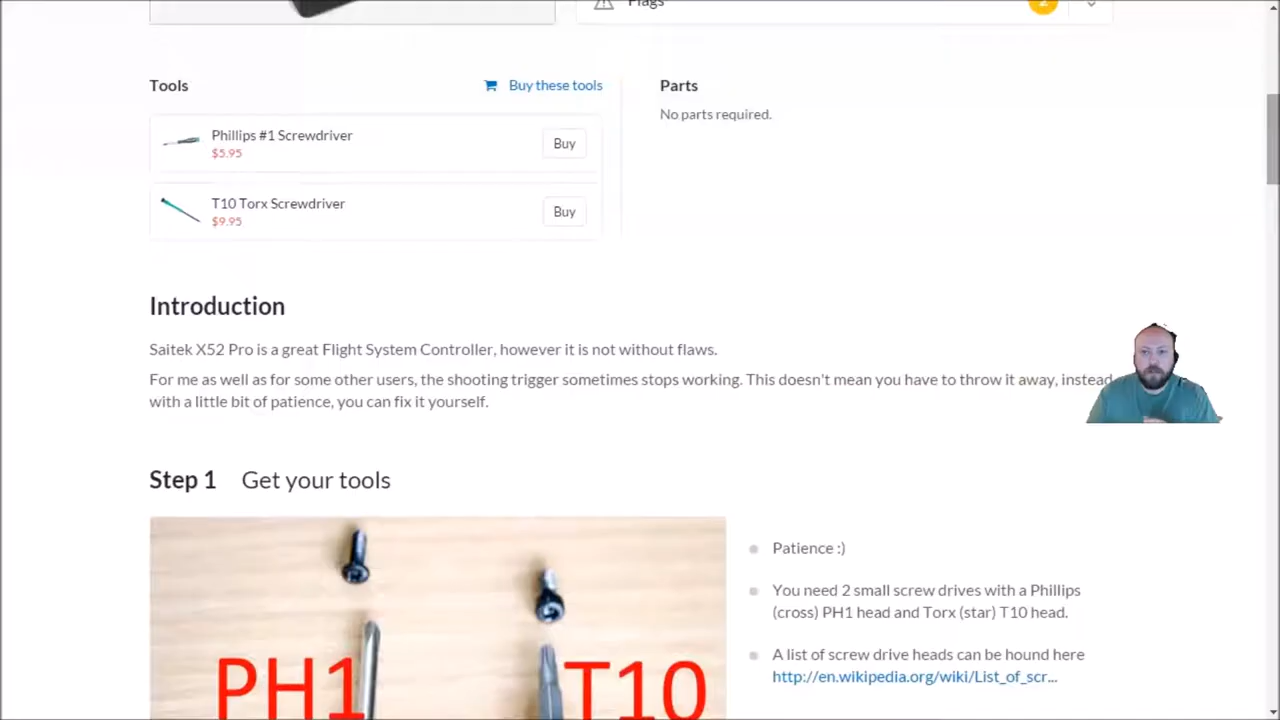 Flags
2
Tools
Buy these tools
Parts
No parts required.
Phillips #1 Screwdriver
$5.95
Buy
T10 Torx Screwdriver
$9.95
Buy
Introduction
Saitek X52 Pro is a great Flight System Controller, however it is not without flaws.
For me as well as for some other users, the shooting trigger sometimes stops working. This doesn't mean you have to throw it away, instead
with a little bit of patience, you can fix it yourself.
Step 1 Get your tools
Patience :)
You need 2 small screw drives with a Phillips
(cross) PH1 head and Torx (star) T10 head.
A list of screw drive heads can be hound here
http://en.wikipedia.org/wiki/List_of_scr...
PH1
T10